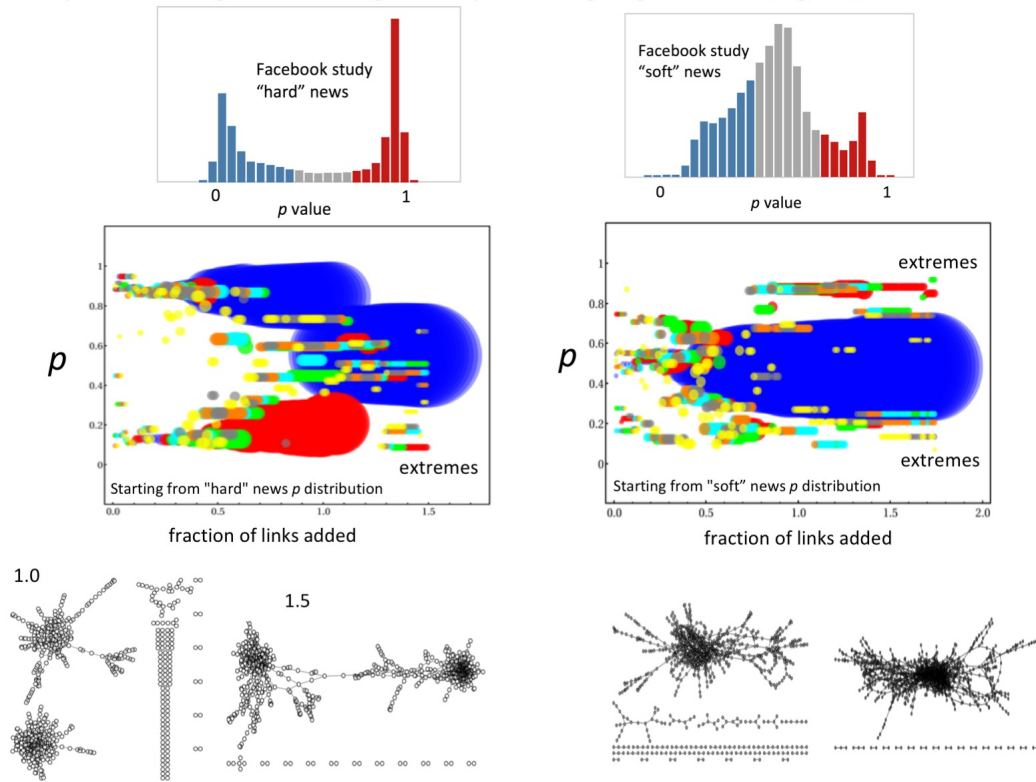 Facebook study
“hard” news
0
1
p value
Facebook study
“soft” news
0
1
p value
1
0.8
0.6
0.4
0.2
0
p
extremes
Starting from "hard" news p distribution
0.0 0.5 1.0 1.5
fraction of links added
1
0.8
0.6
0.4
0.2
0
p
extremes
extremes
Starting from "soft” news p distribution
0.0 0.5 1.0 1.5 2.0
fraction of links added
1.0
1.5